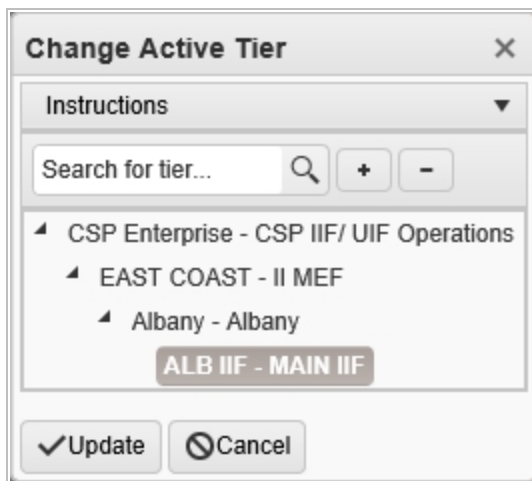 Change Active Tier
Instructions
Search for tier...
+ -
CSP Enterprise - CSP IIF/ UIF Operations
EAST COAST - II MEF
Albany - Albany
ALB IIF - MAIN IIF
Update Cancel